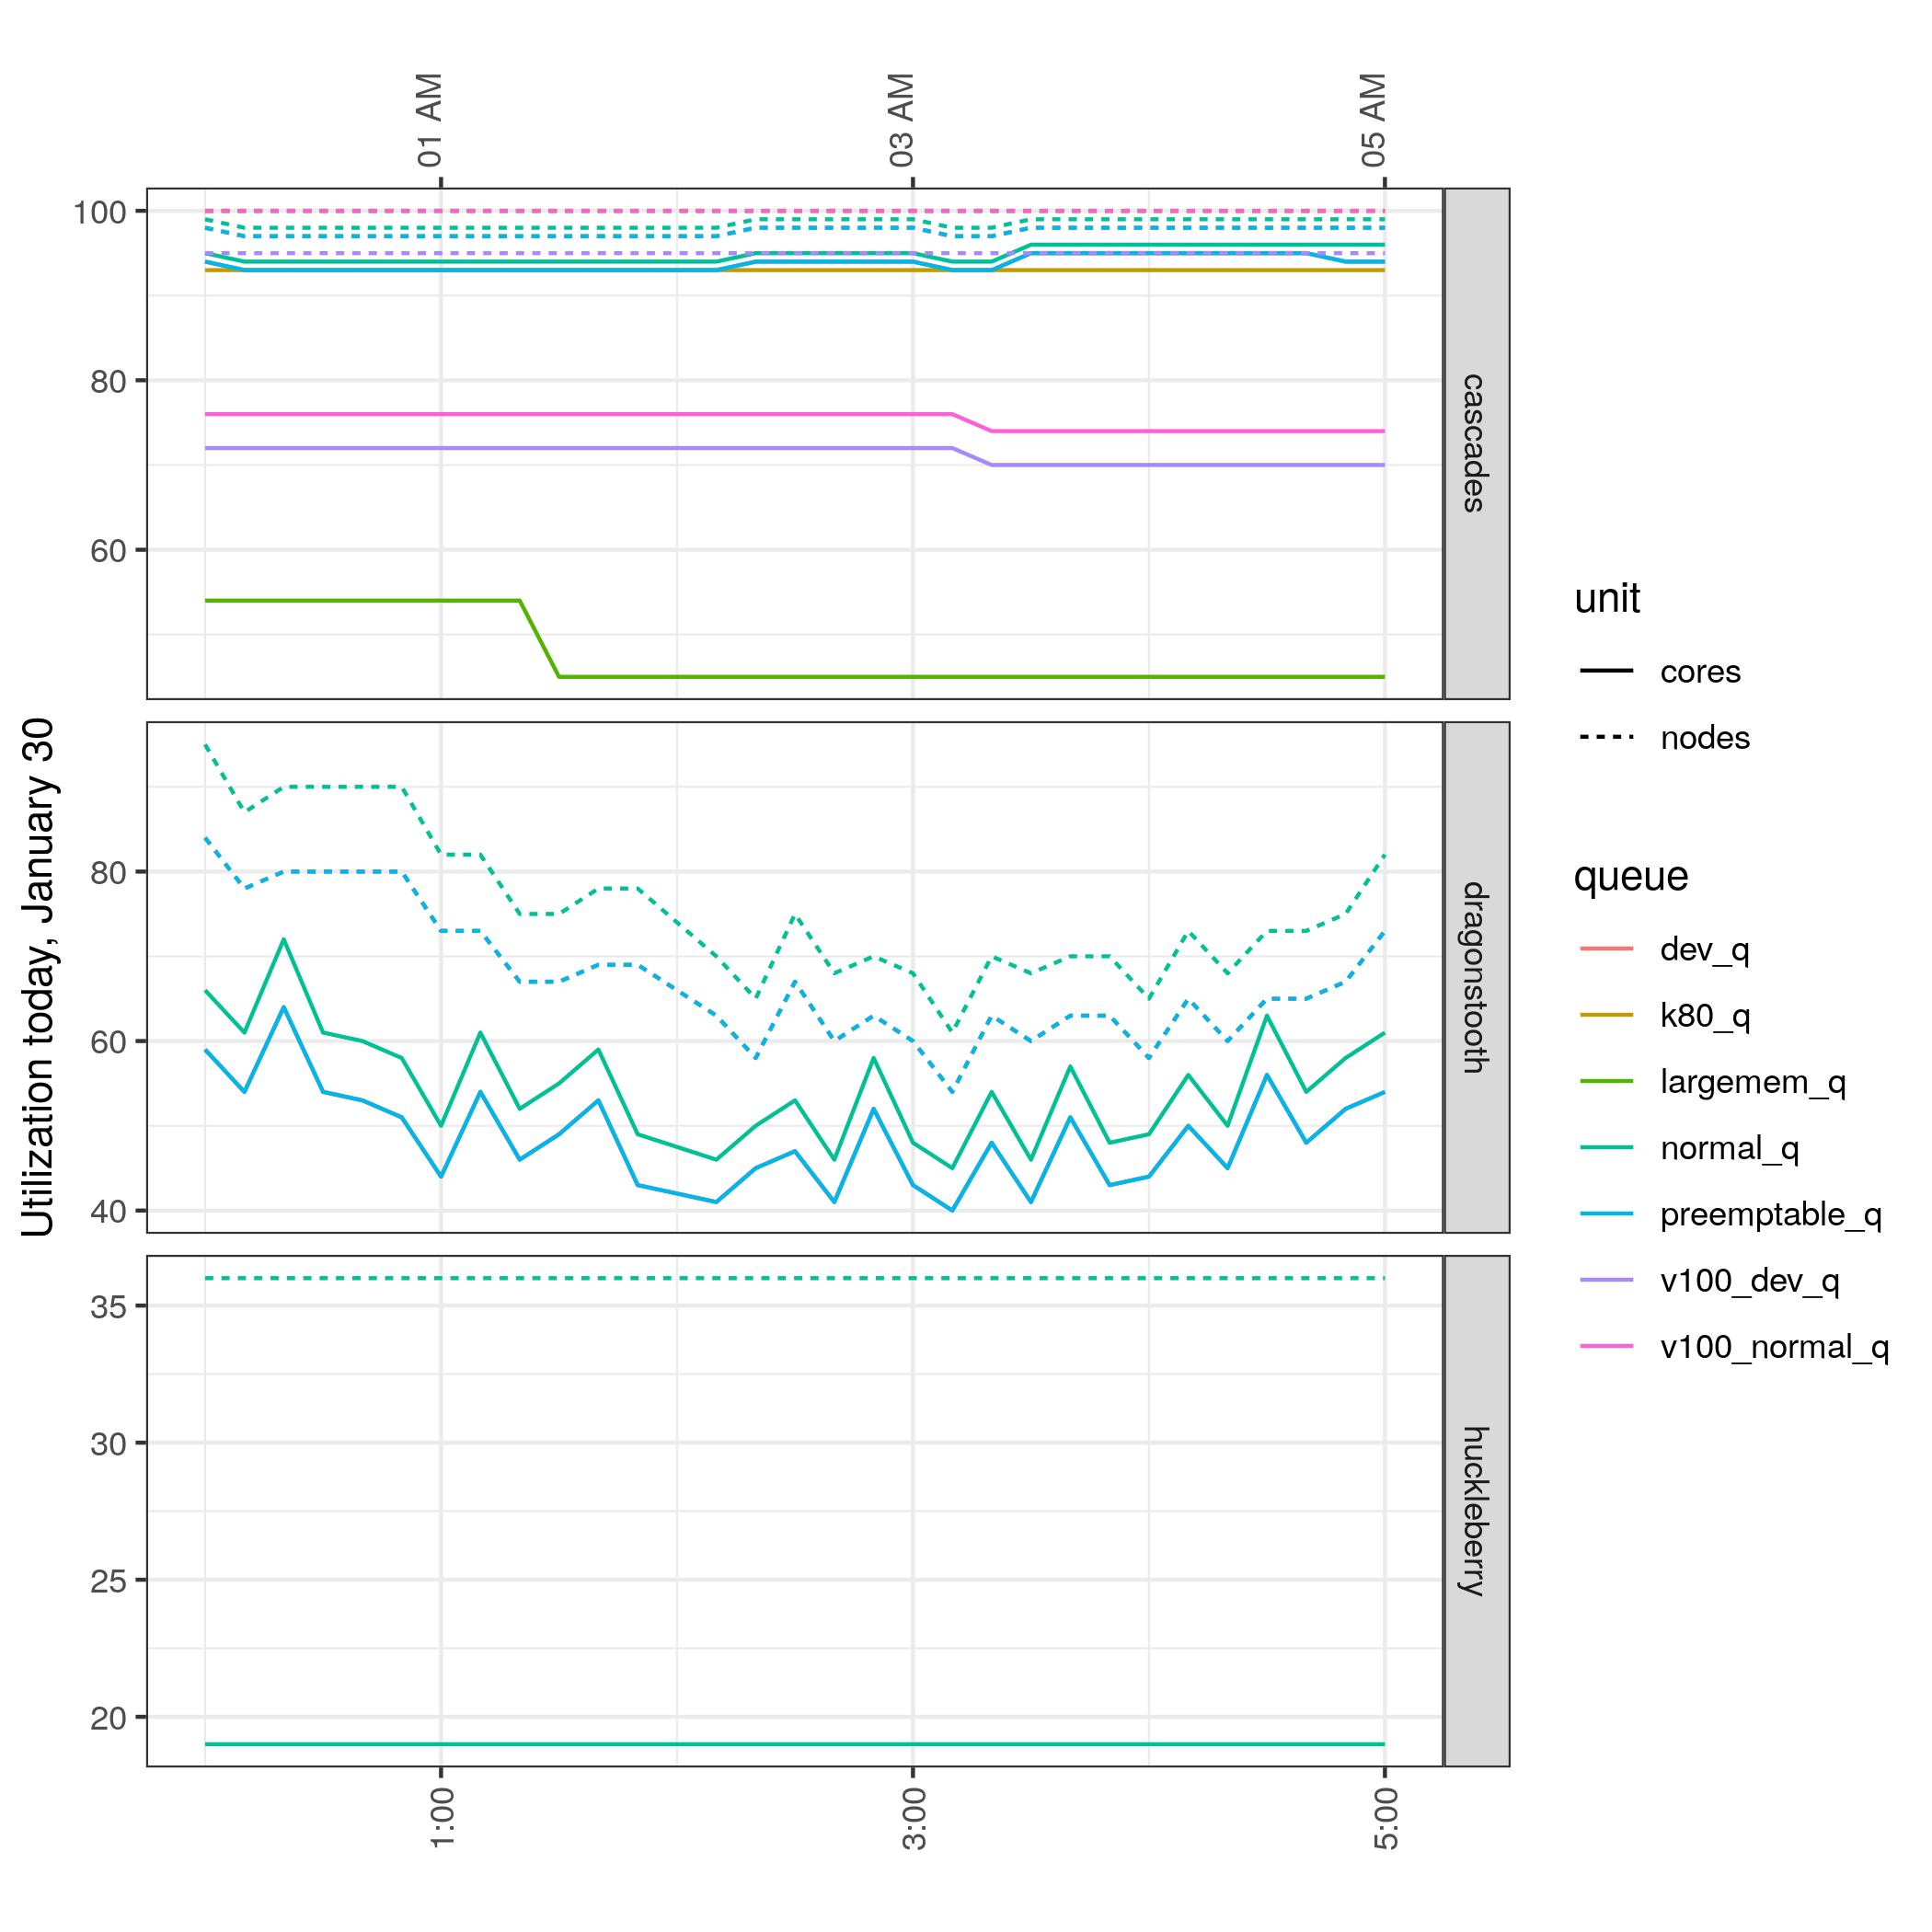 01 AM
03 AM
05 AM
Utilization today, January 30
100
80
60
cascades
80
60
40
dragonstooth
35
30
25
20
huckleberry
1:00
3:00
5:00
unit
cores
nodes
queue
dev_q
k80_q
largemem_q
normal_q
preemptable_q
v100_dev_q
v100_normal_q